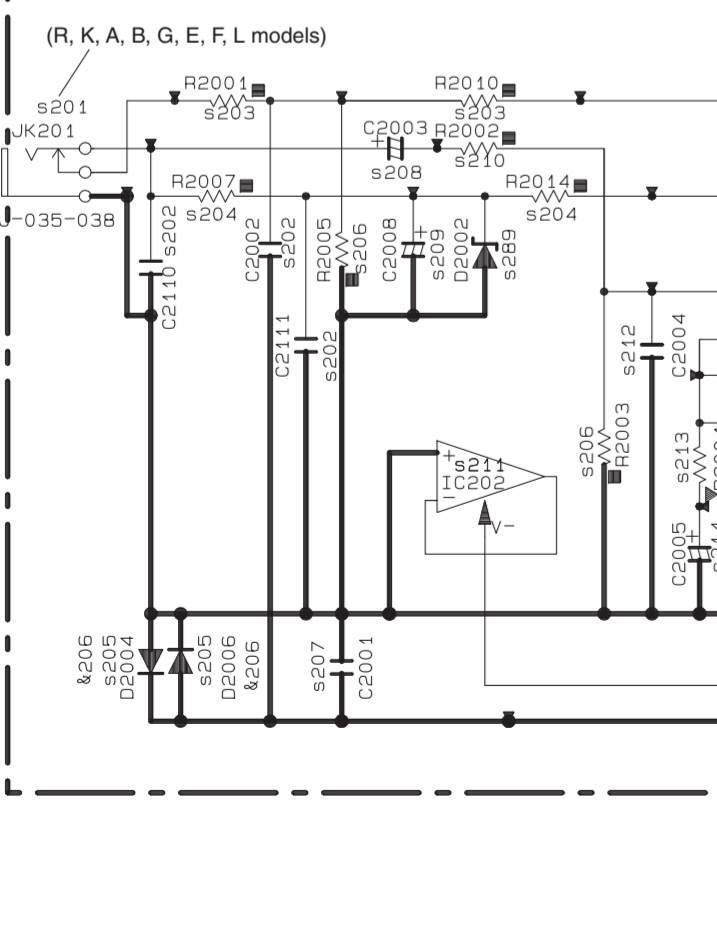 (R, K, A, B, G, E, F, L models)
s201
JK201
-035-038
R2001
s203
R2010
s203
C2003
+
s208
R2002
s210
R2007
s204
R2014
s204
C2110 s202
C2002 s202
R2005 s206
C2008 + s209
D2002 s289
C2111 s202
s212 C2004
s206 R2003
s213
C2005 +
+
s211
IC202
−
V-
&206
s205
D2004
s205
D2006
&206
s207
C2001